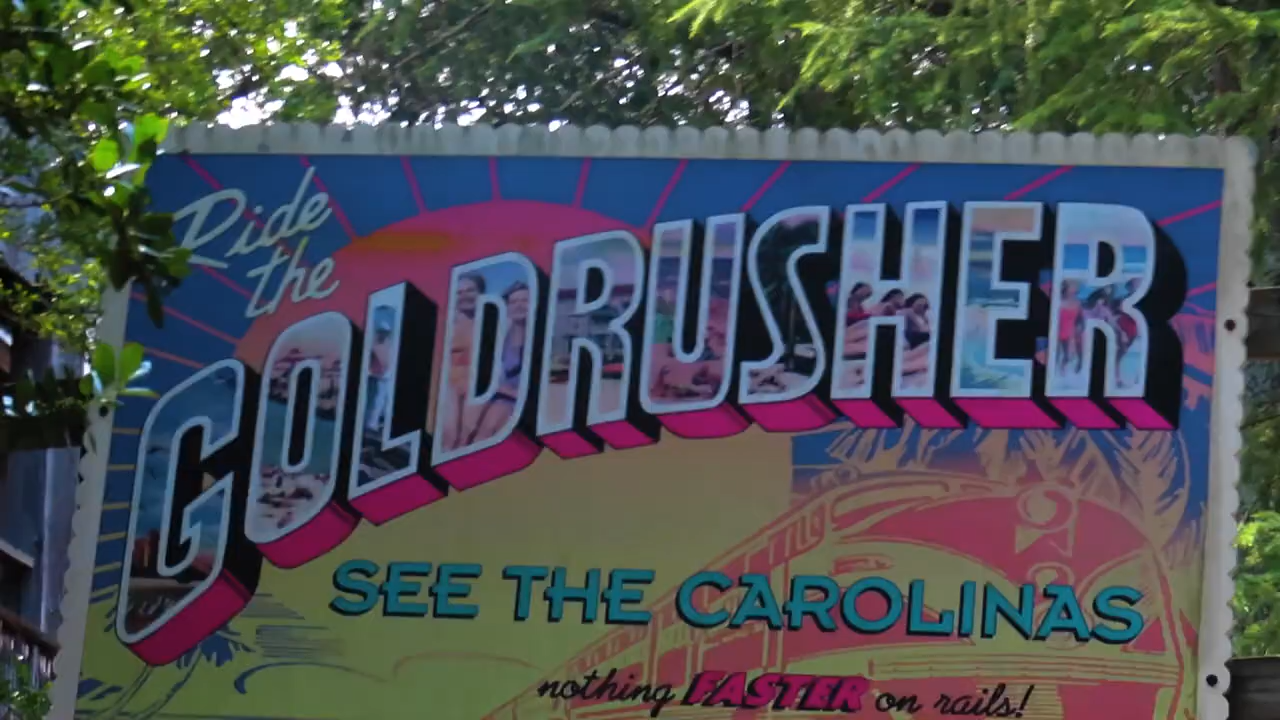 Ride
the
GOLDRUSHER
SEE THE CAROLINAS
nothing FASTER on rails!